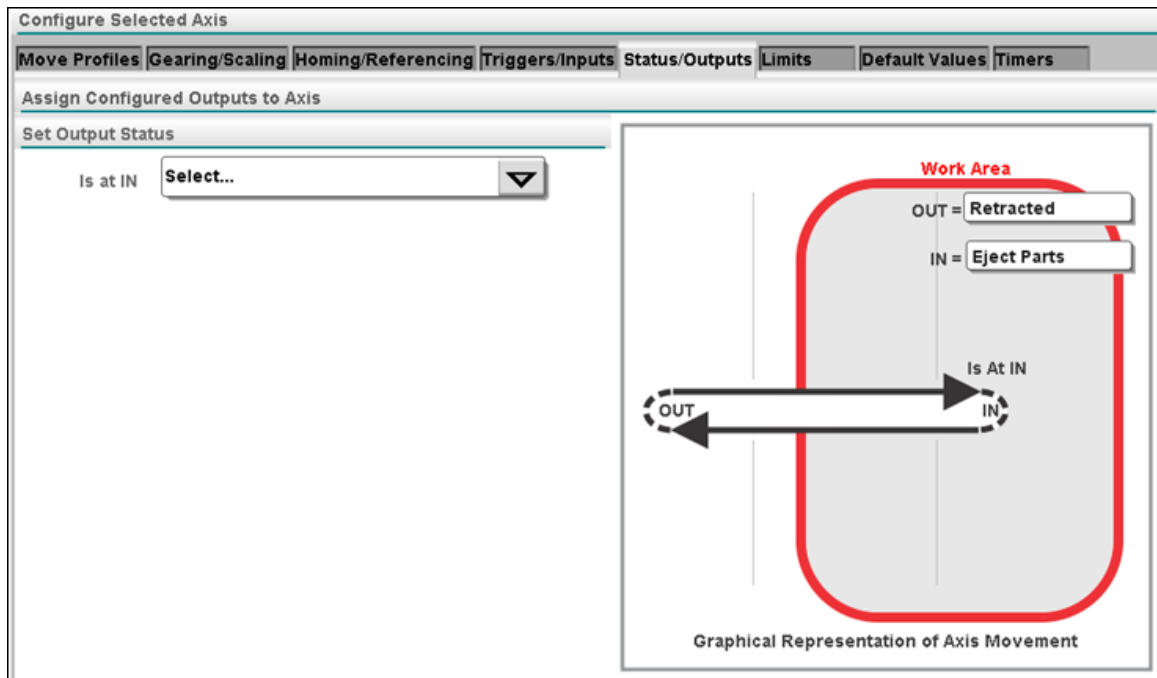 Configure Selected Axis
Move Profiles Gearing/Scaling Homing/Referencing Triggers/Inputs Status/Outputs Limits Default Values Timers
Assign Configured Outputs to Axis
Set Output Status
Is at IN Select...
Work Area
OUT = Retracted
IN = Eject Parts
Is At IN
OUT IN
Graphical Representation of Axis Movement